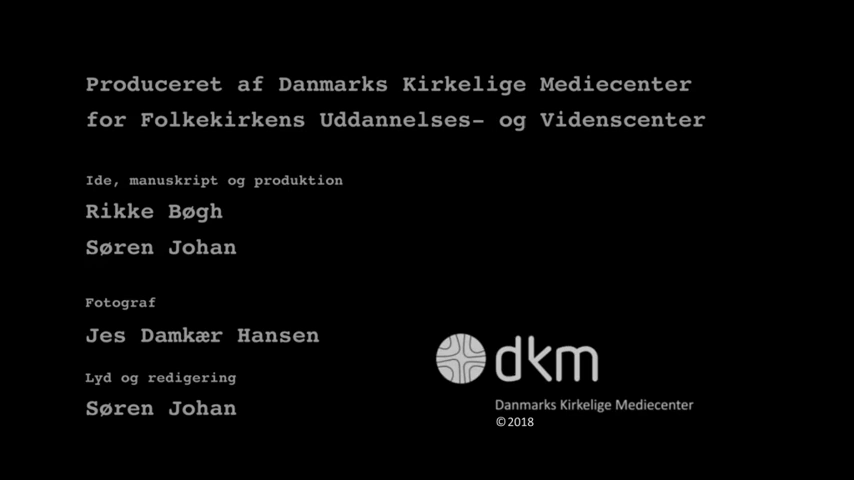 Produceret af Danmarks Kirkelige Mediecenter
for Folkekirkens Uddannelses- og Videnscenter
Ide, manuskript og produktion
Rikke Bøgh
Søren Johan
Fotograf
Jes Damkær Hansen
Lyd og redigering
Søren Johan
dkm
Danmarks Kirkelige Mediecenter
©2018